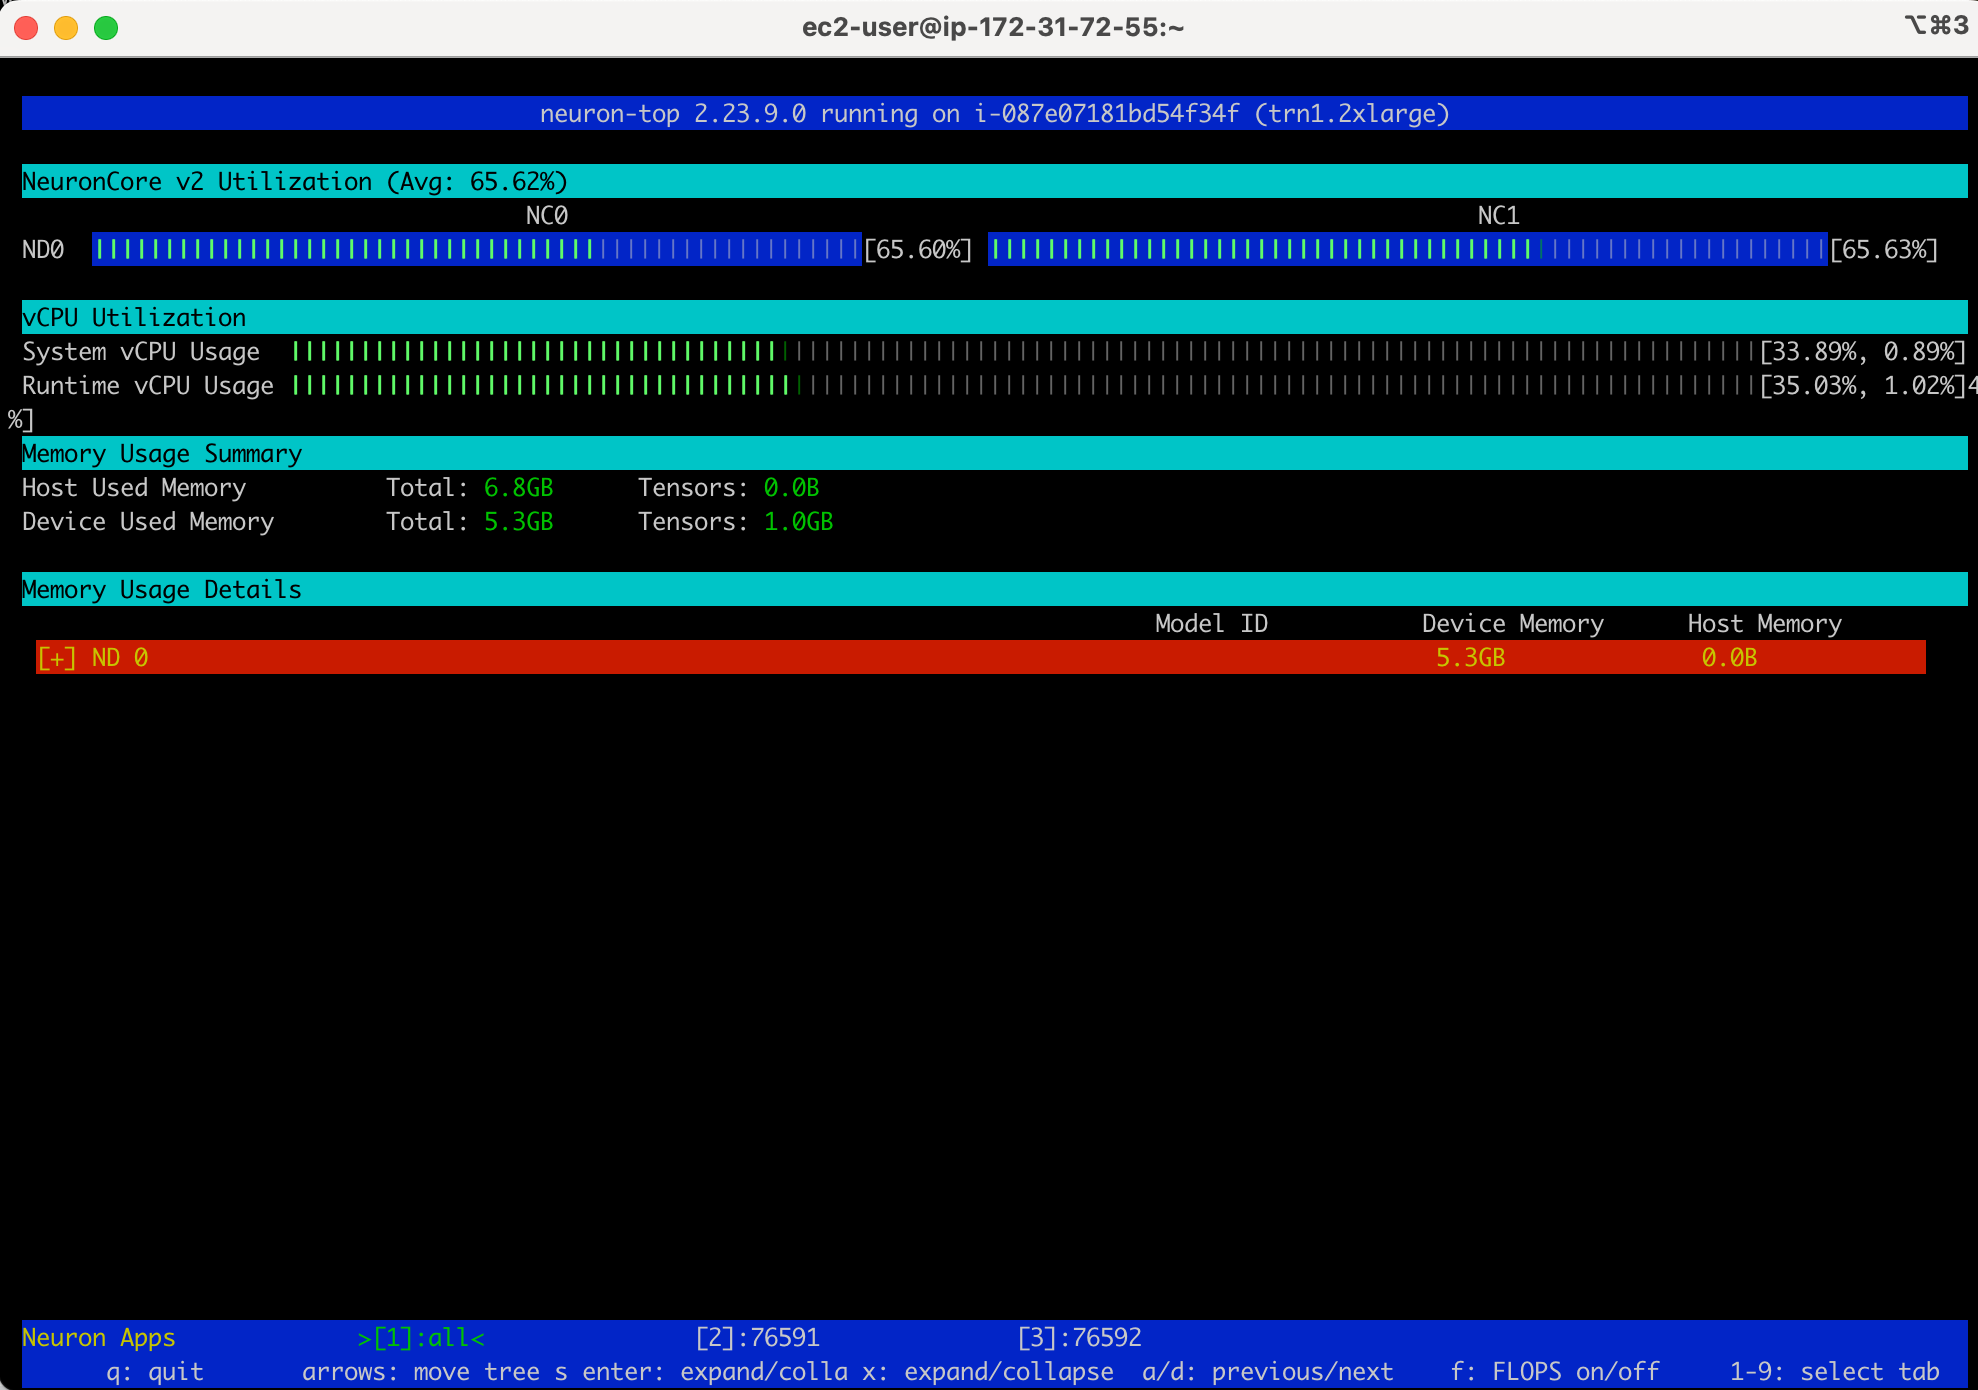 ec2-user@ip-172-31-72-55:~ ⌥⌘3
neuron-top 2.23.9.0 running on i-087e07181bd54f34f (trn1.2xlarge)
NeuronCore v2 Utilization (Avg: 65.62%)
NC0 NC1
ND0 [65.60%] [65.63%]
vCPU Utilization
System vCPU Usage [33.89%, 0.89%]
Runtime vCPU Usage [35.03%, 1.02%]4
%]
Memory Usage Summary
Host Used Memory Total: 6.8GB Tensors: 0.0B
Device Used Memory Total: 5.3GB Tensors: 1.0GB
Memory Usage Details
Model ID Device Memory Host Memory
[+] ND 0 5.3GB 0.0B
Neuron Apps >[1]:all< [2]:76591 [3]:76592
q: quit arrows: move tree s enter: expand/colla x: expand/collapse a/d: previous/next f: FLOPS on/off 1-9: select tab